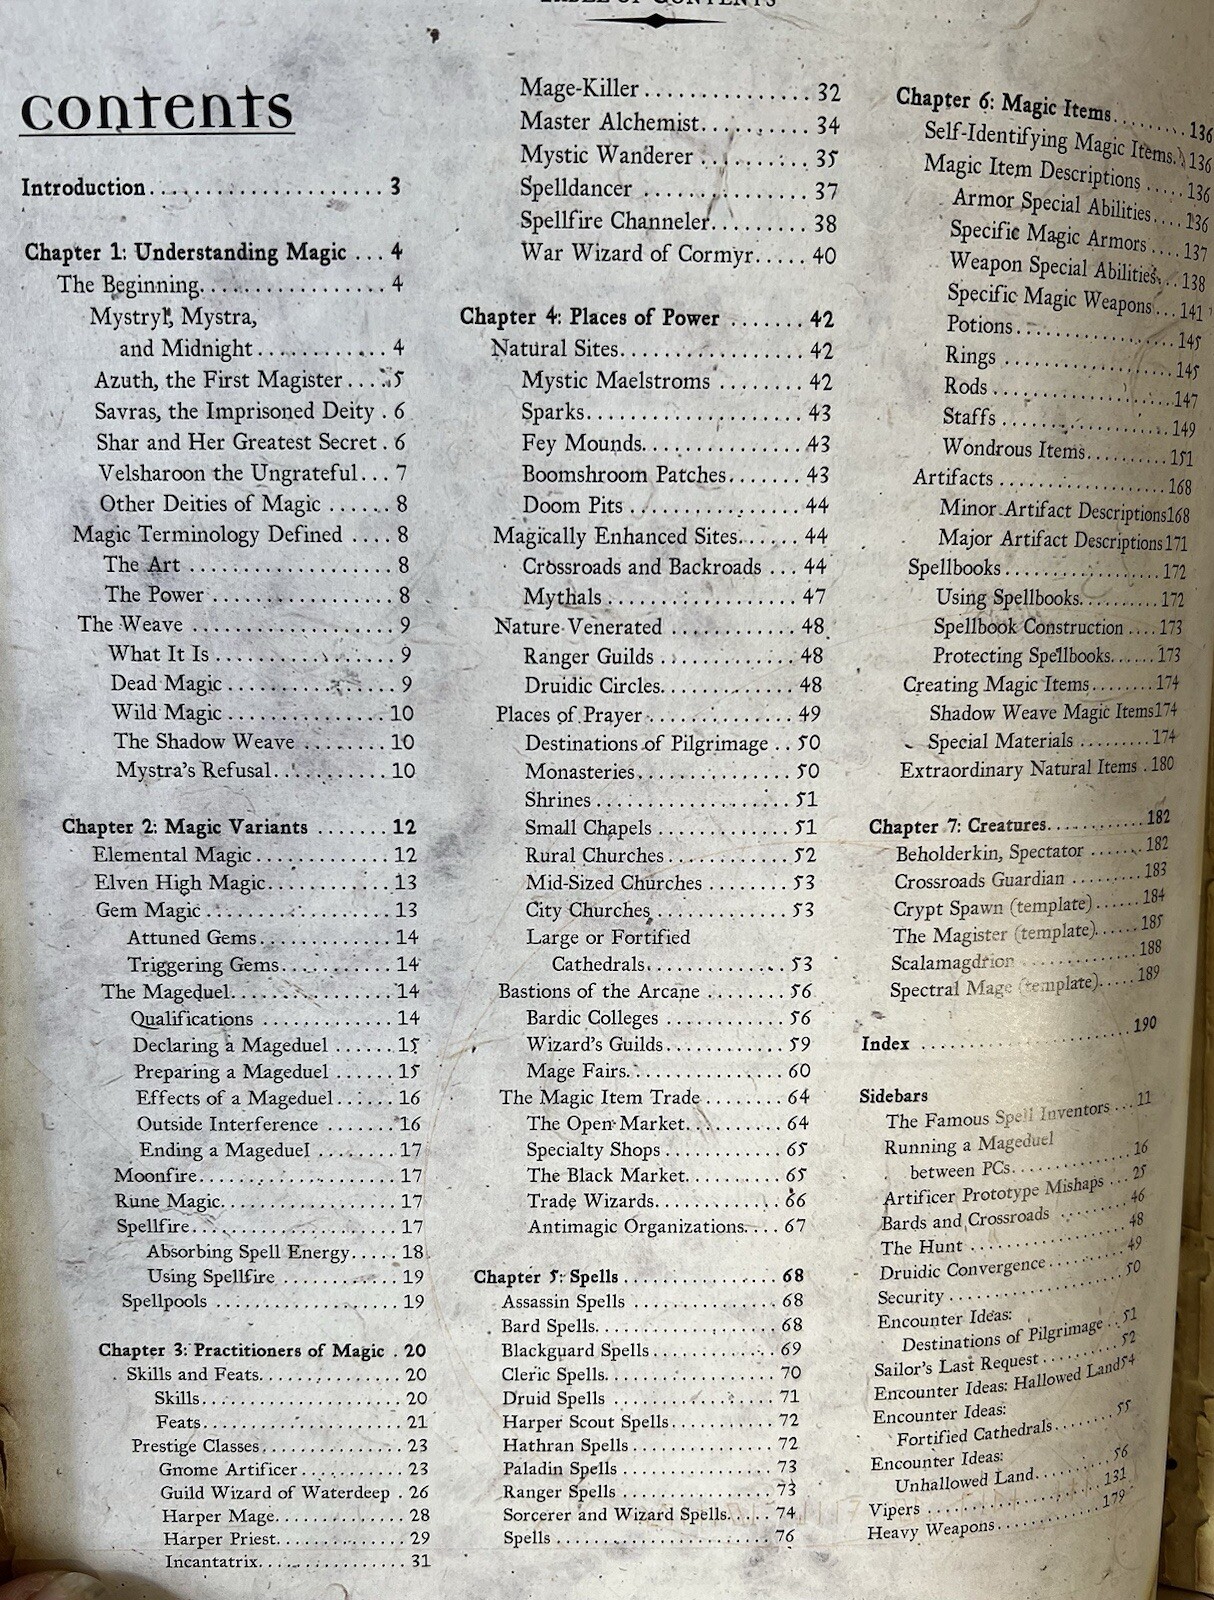 TABLE OF CONTENTS
contents
Introduction.................... 3
Chapter 1: Understanding Magic ... 4
The Beginning................. 4
Mystryl, Mystra,
and Midnight............ 4
Azuth, the First Magister ..... 5
Savras, the Imprisoned Deity . 6
Shar and Her Greatest Secret . 6
Velsharoon the Ungrateful... 7
Other Deities of Magic ...... 8
Magic Terminology Defined .... 8
The Art .................... 8
The Power ................. 8
The Weave ................... 9
What It Is ................. 9
Dead Magic ................ 9
Wild Magic ............... 10
The Shadow Weave ........ 10
Mystra's Refusal............ 10
Chapter 2: Magic Variants ....... 12
Elemental Magic............. 12
Elven High Magic............ 13
Gem Magic .................. 13
Attuned Gems............. 14
Triggering Gems........... 14
The Mageduel................ 14
Qualifications ............. 14
Declaring a Mageduel ...... 15
Preparing a Mageduel ...... 15
Effects of a Mageduel...... 16
Outside Interference ....... 16
Ending a Mageduel ........ 17
Moonfire.................... 17
Rune Magic.................. 17
Spellfire..................... 17
Absorbing Spell Energy..... 18
Using Spellfire ............ 19
Spellpools ................... 19
Chapter 3: Practitioners of Magic . 20
Skills and Feats............... 20
Skills...................... 20
Feats...................... 21
Prestige Classes............... 23
Gnome Artificer........... 23
Guild Wizard of Waterdeep . 26
Harper Mage.............. 28
Harper Priest.............. 29
Incantatrix................ 31
Mage-Killer ............... 32
Master Alchemist........... 34
Mystic Wanderer .......... 35
Spelldancer ............... 37
Spellfire Channeler.......... 38
War Wizard of Cormyr..... 40
Chapter 4: Places of Power ....... 42
Natural Sites................. 42
Mystic Maelstroms ........ 42
Sparks.................... 43
Fey Mounds............... 43
Boomshroom Patches....... 43
Doom Pits ................ 44
Magically Enhanced Sites...... 44
Crossroads and Backroads ... 44
Mythals .................. 47
Nature Venerated ............ 48
Ranger Guilds ............ 48
Druidic Circles............. 48
Places of Prayer.............. 49
Destinations of Pilgrimage .. 50
Monasteries............... 50
Shrines ................... 51
Small Chapels ............. 51
Rural Churches ............ 52
Mid-Sized Churches ........ 53
City Churches ............. 53
Large or Fortified
Cathedrals.............. 53
Bastions of the Arcane ........ 56
Bardic Colleges ............ 56
Wizard's Guilds............ 59
Mage Fairs................ 60
The Magic Item Trade ........ 64
The Open Market.......... 64
Specialty Shops ........... 65
The Black Market.......... 65
Trade Wizards............. 66
Antimagic Organizations.... 67
Chapter 5: Spells ................ 68
Assassin Spells ............... 68
Bard Spells................... 68
Blackguard Spells ............. 69
Cleric Spells.................. 70
Druid Spells ................. 71
Harper Scout Spells........... 72
Hathran Spells ............... 72
Paladin Spells ................ 73
Ranger Spells ................ 73
Sorcerer and Wizard Spells..... 74
Spells ....................... 76
Chapter 6: Magic Items......... 136
Self-Identifying Magic Items. 136
Magic Item Descriptions ..... 136
Armor Special Abilities.... 136
Specific Magic Armors .... 137
Weapon Special Abilities... 138
Specific Magic Weapons ... 141
Potions.................. 145
Rings ................... 145
Rods .................... 147
Staffs ................... 149
Wondrous Items.......... 151
Artifacts ................... 168
Minor Artifact Descriptions168
Major Artifact Descriptions171
Spellbooks.................. 172
Using Spellbooks.......... 172
Spellbook Construction .... 173
Protecting Spellbooks...... 173
Creating Magic Items........ 174
Shadow Weave Magic Items174
Special Materials ......... 174
Extraordinary Natural Items . 180
Chapter 7: Creatures............ 182
Beholderkin, Spectator ....... 182
Crossroads Guardian ......... 183
Crypt Spawn (template)...... 184
The Magister (template)...... 185
Scalamagdrion .............. 188
Spectral Mage (template)..... 189
Index ........................ 190
Sidebars
The Famous Spell Inventors ... 11
Running a Mageduel
between PCs............. 16
Artificer Prototype Mishaps ... 25
Bards and Crossroads ........ 46
The Hunt .................. 48
Druidic Convergence......... 49
Security .................... 50
Encounter Ideas:
Destinations of Pilgrimage .. 51
Sailor's Last Request ......... 52
Encounter Ideas: Hallowed Land54
Encounter Ideas:
Fortified Cathedrals........ 55
Encounter Ideas:
Unhallowed Land.......... 56
Vipers ..................... 131
Heavy Weapons............. 179